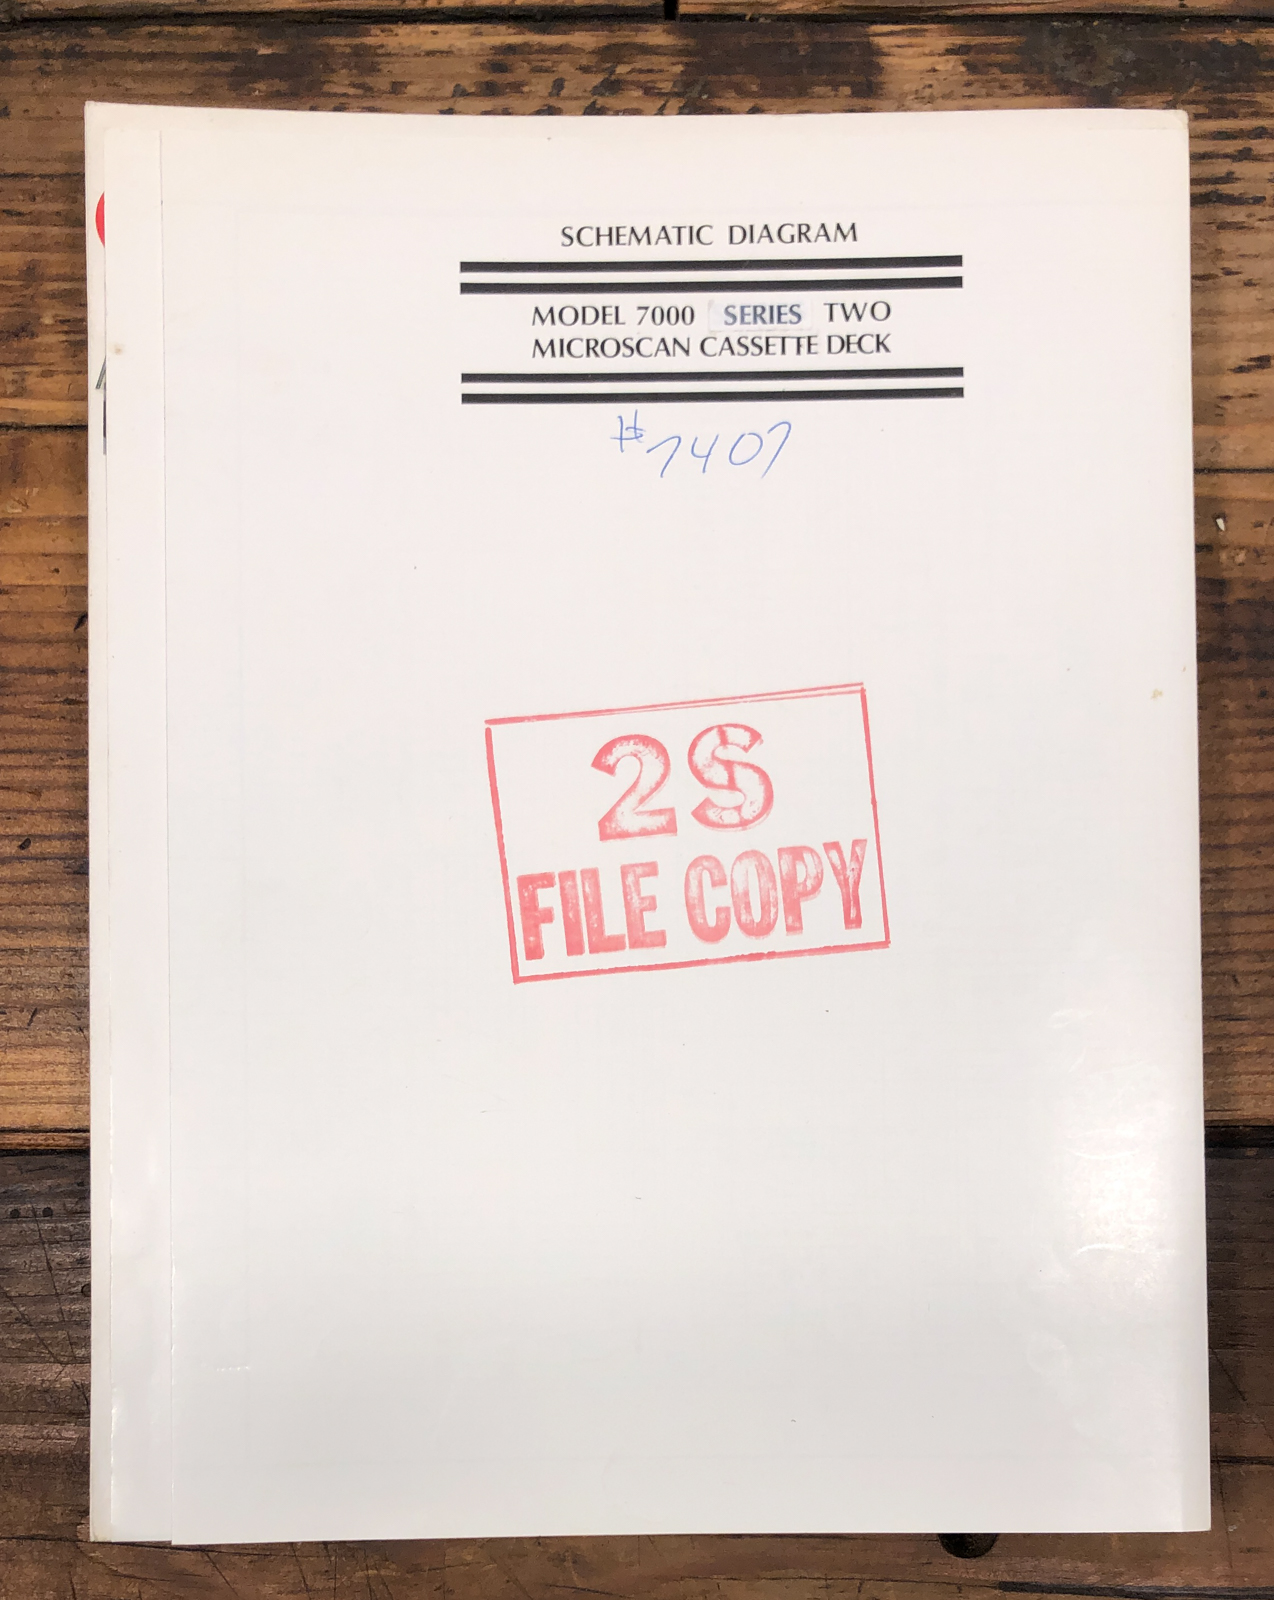 SCHEMATIC DIAGRAM
MODEL 7000 SERIES TWO
MICROSCAN CASSETTE DECK
#7407
2S
FILE COPY